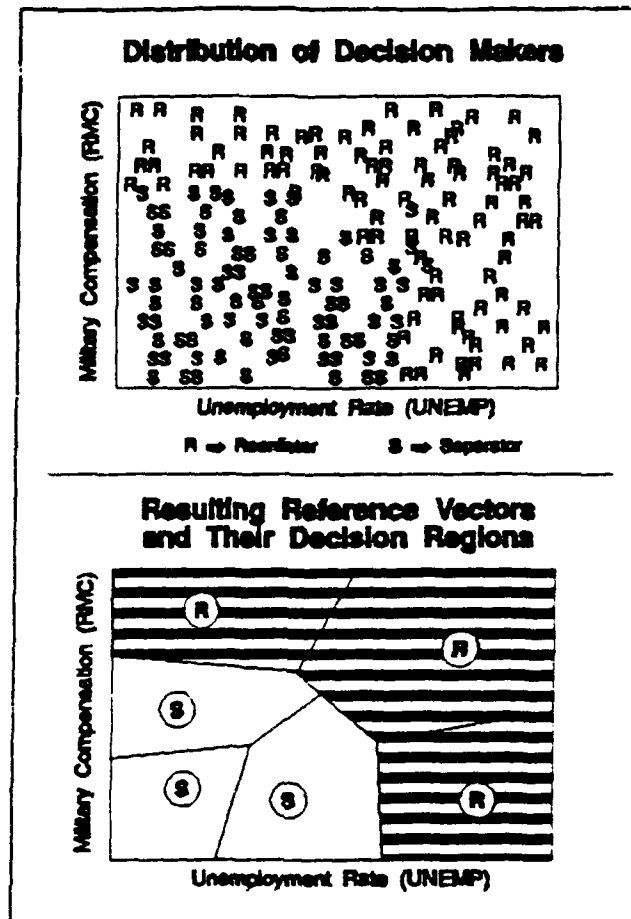 Distribution of Decision Makers
Military Compensation (RMC)
Unemployment Rate (UNEMP)
R ⇒ Reenlister S ⇒ Separator
Resulting Reference Vectors
and Their Decision Regions
Military Compensation (RMC)
R
R
S
S
S
R
Unemployment Rate (UNEMP)